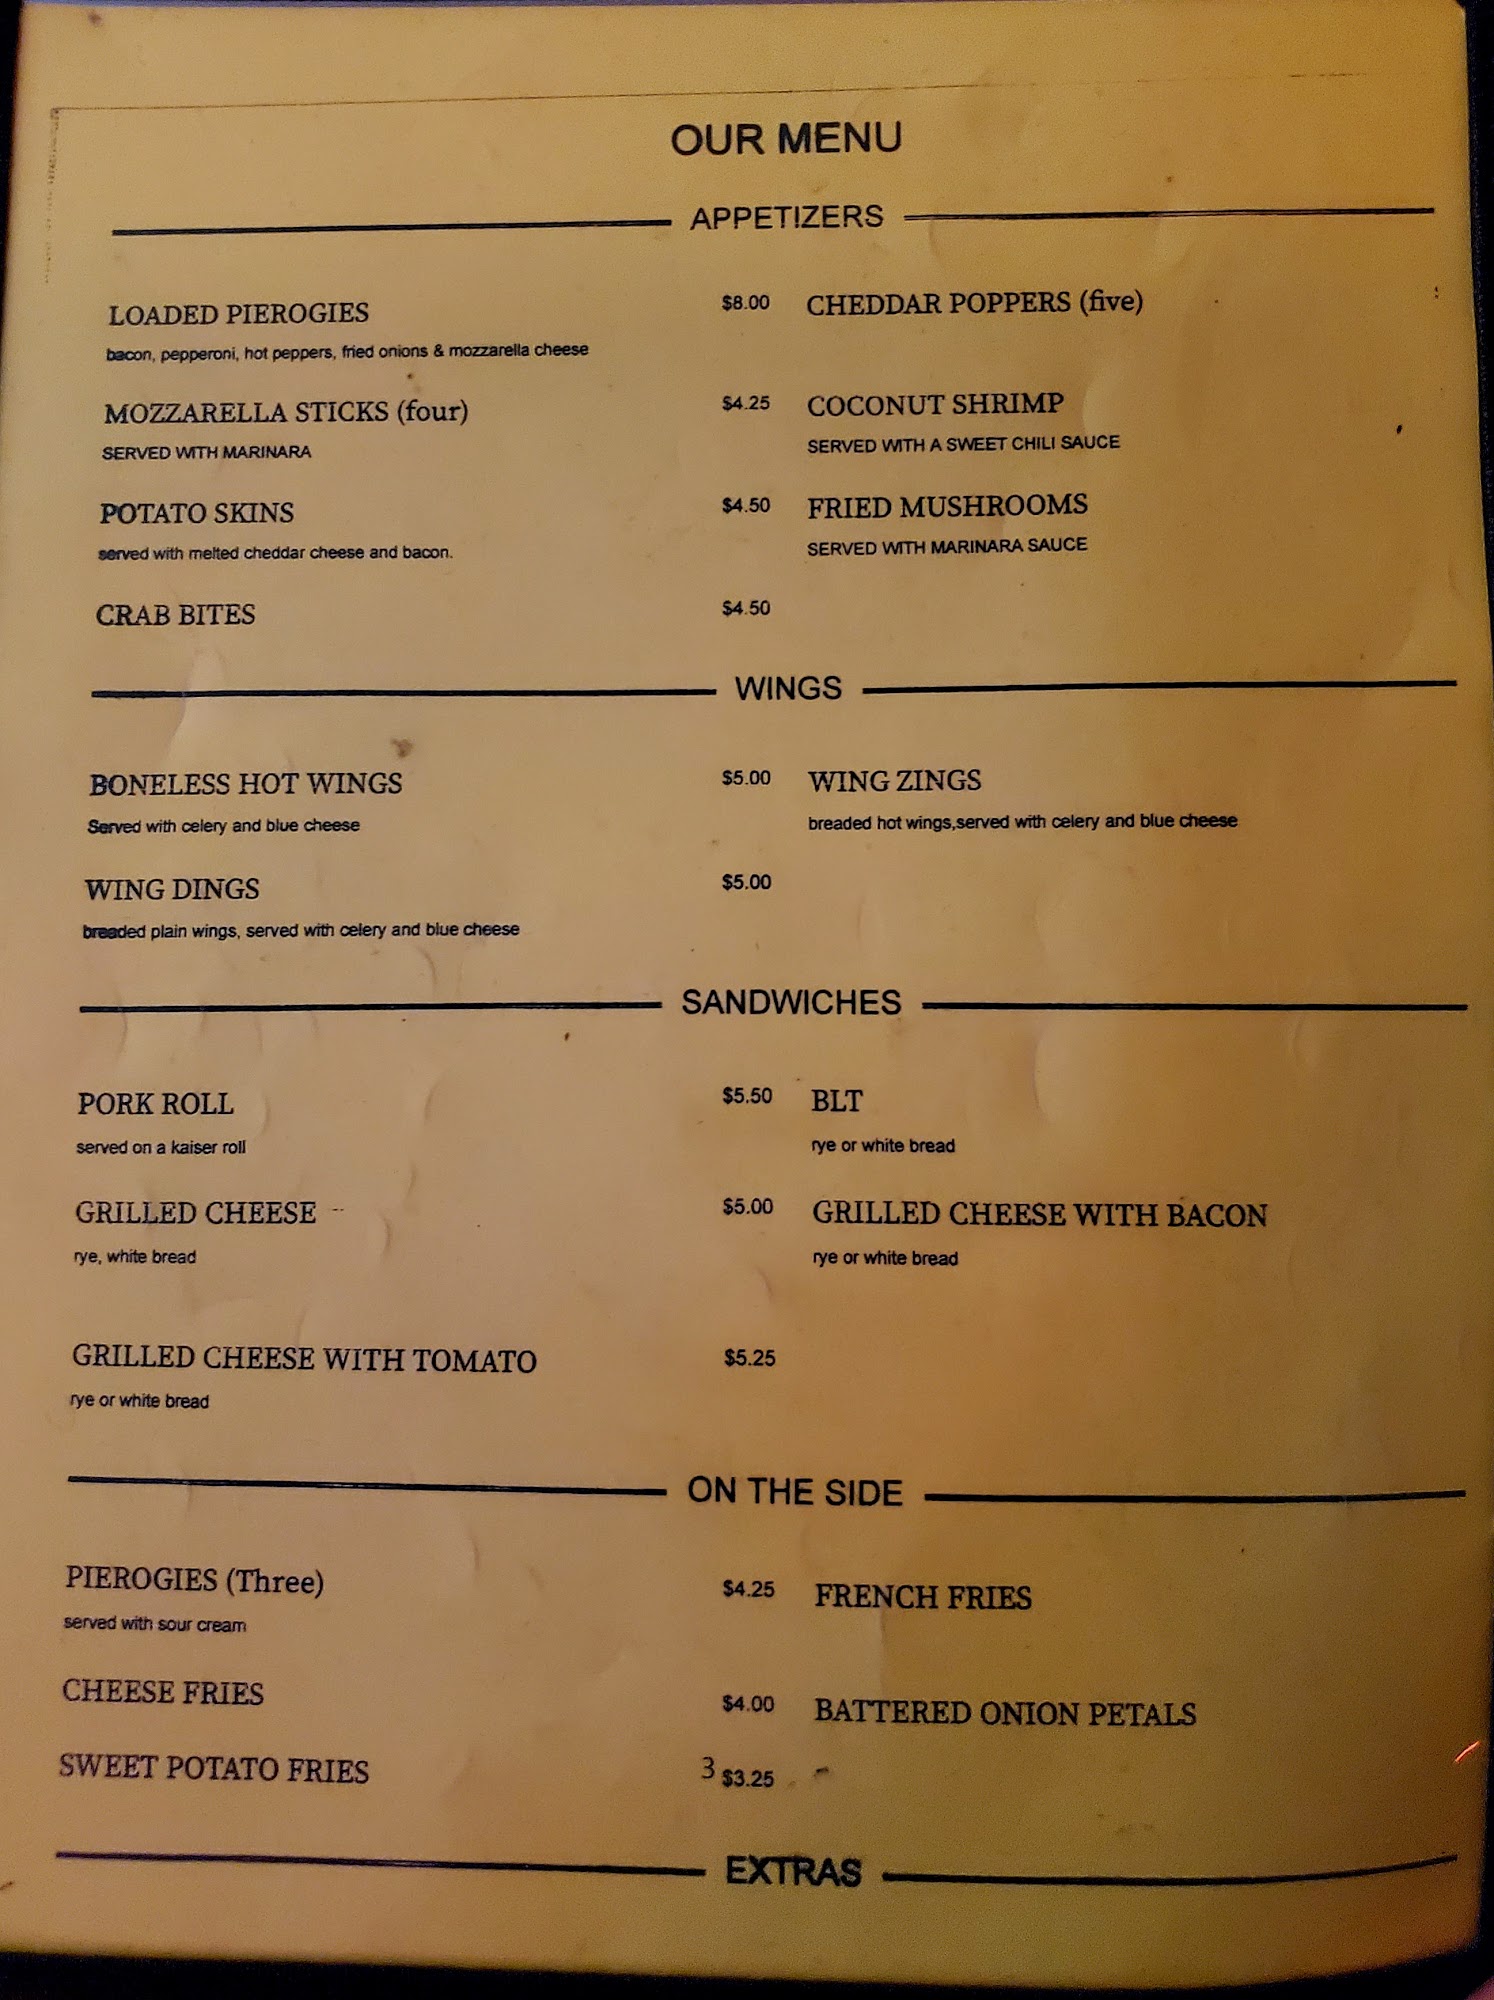 OUR MENU
APPETIZERS
LOADED PIEROGIES $8.00 CHEDDAR POPPERS (five)
bacon, pepperoni, hot peppers, fried onions & mozzarella cheese
MOZZARELLA STICKS (four) $4.25 COCONUT SHRIMP
SERVED WITH MARINARA SERVED WITH A SWEET CHILI SAUCE
POTATO SKINS $4.50 FRIED MUSHROOMS
served with melted cheddar cheese and bacon. SERVED WITH MARINARA SAUCE
CRAB BITES $4.50
WINGS
BONELESS HOT WINGS $5.00 WING ZINGS
Served with celery and blue cheese breaded hot wings,served with celery and blue cheese
WING DINGS $5.00
breaded plain wings, served with celery and blue cheese
SANDWICHES
PORK ROLL $5.50 BLT
served on a kaiser roll rye or white bread
GRILLED CHEESE $5.00 GRILLED CHEESE WITH BACON
rye, white bread rye or white bread
GRILLED CHEESE WITH TOMATO $5.25
rye or white bread
ON THE SIDE
PIEROGIES (Three) $4.25 FRENCH FRIES
served with sour cream
CHEESE FRIES $4.00 BATTERED ONION PETALS
SWEET POTATO FRIES 3 $3.25
EXTRAS